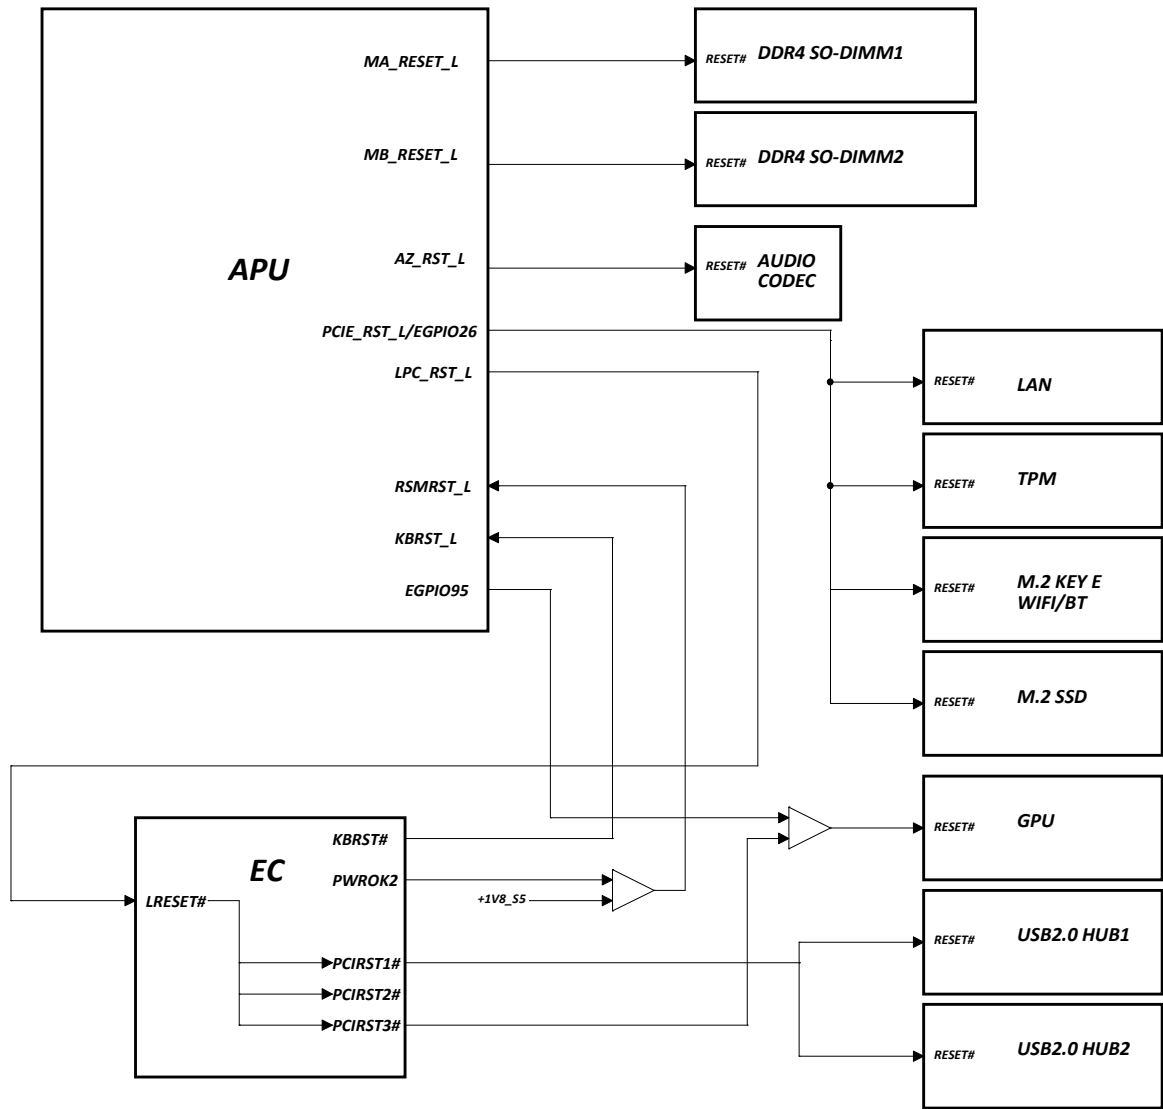 MA_RESET_L
RESET# DDR4 SO-DIMM1
MB_RESET_L
RESET# DDR4 SO-DIMM2
APU
AZ_RST_L
RESET# AUDIO
CODEC
PCIE_RST_L/EGPIO26
LPC_RST_L
RESET# LAN
RSMRST_L
RESET# TPM
KBRST_L
EGPIO95
RESET# M.2 KEY E
WIFI/BT
RESET# M.2 SSD
RESET# GPU
KBRST#
EC
PWROK2
LRESET#
+1V8_S5
RESET# USB2.0 HUB1
PCIRST1#
PCIRST2#
PCIRST3#
RESET# USB2.0 HUB2